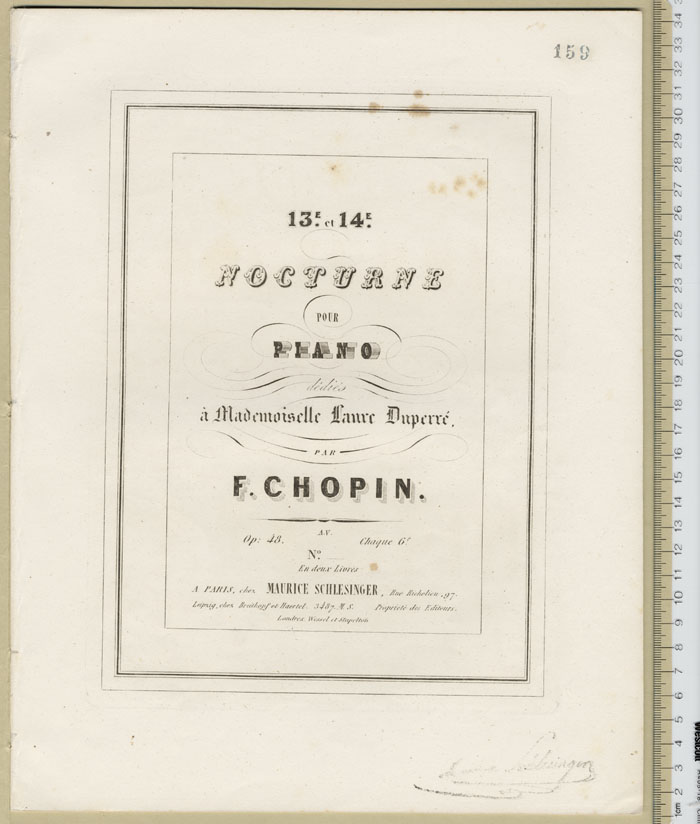 159
13E. et 14E.
NOCTURNE
POUR
PIANO
dédiés
à Mademoiselle Laure Duperré.
PAR
F. CHOPIN.
A.V.
Op: 48. Chaque 6f
No.
En deux Livres
A PARIS, chez MAURICE SCHLESINGER, Rue Richelieu, 97.
Leipzig, chez Breitkopf et Haertel. 3487. M.S. Propriété des Editeurs.
Londres, Wessel et Stapelton